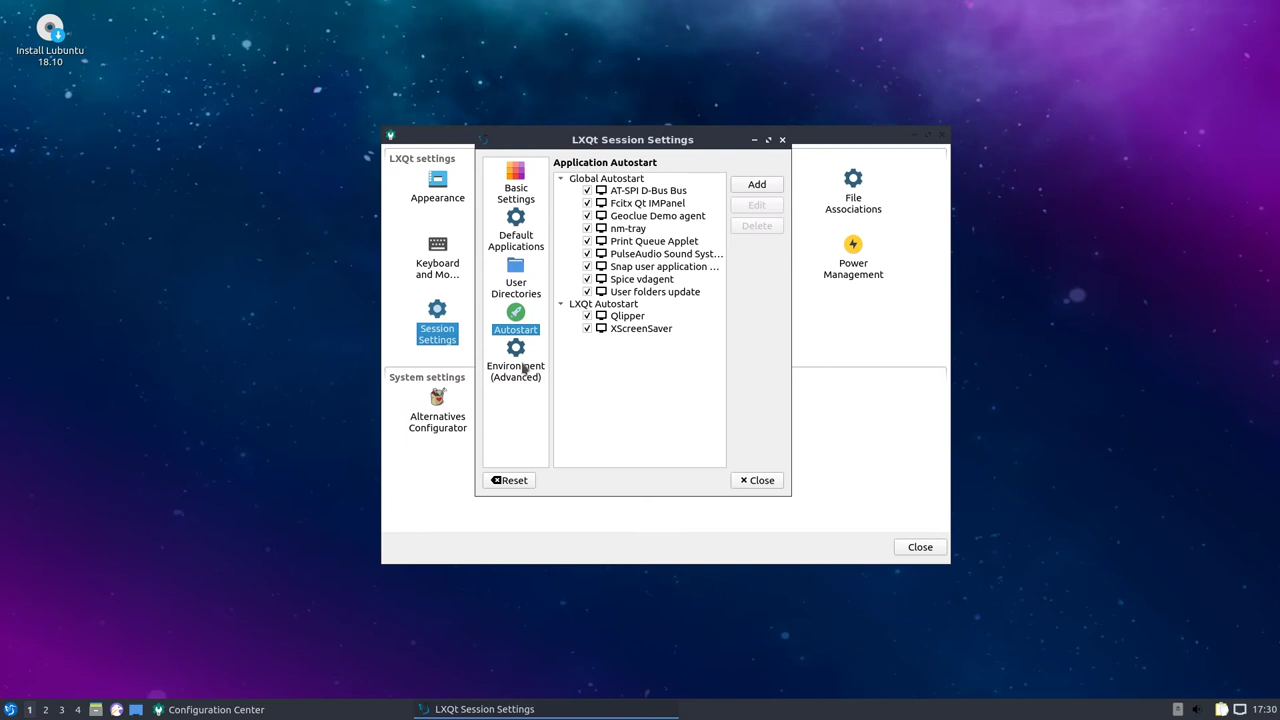 Install Lubuntu
18.10
LXQt settings
Appearance
Keyboard
and Mo...
Session
Settings
System settings
Alternatives
Configurator
LXQt Session Settings
Basic
Settings
Default
Applications
User
Directories
Autostart
Environment
(Advanced)
Application Autostart
Global Autostart
AT-SPI D-Bus Bus
Fcitx Qt IMPanel
Geoclue Demo agent
nm-tray
Print Queue Applet
PulseAudio Sound Syst...
Snap user application ...
Spice vdagent
User folders update
LXQt Autostart
Qlipper
XScreenSaver
Add
Edit
Delete
Reset
Close
File
Associations
Power
Management
Close
1 2 3 4
Configuration Center
LXQt Session Settings
17:30